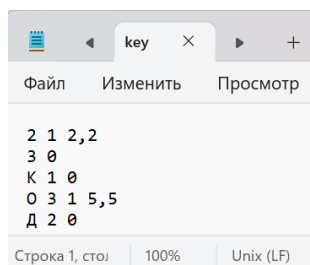 key
Файл Изменить Просмотр
2 1 2,2
З 0
К 1 0
О 3 1 5,5
Д 2 0
Строка 1, стол 100% Unix (LF)